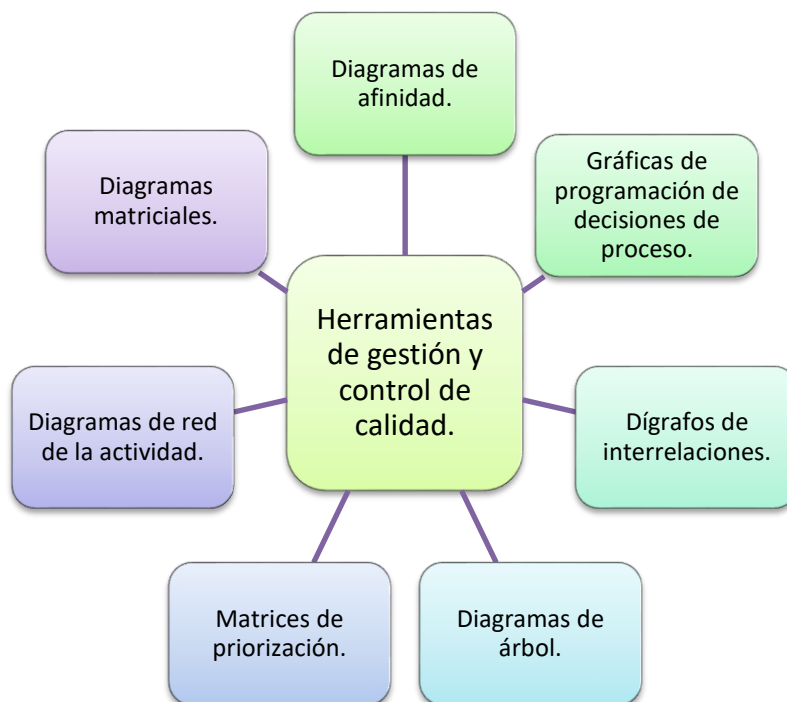 Diagramas de
afinidad.
Gráficas de
programación de
decisiones de
proceso.
Dígrafos de
interrelaciones.
Diagramas de
árbol.
Matrices de
priorización.
Diagramas de red
de la actividad.
Diagramas
matriciales.
Herramientas
de gestión y
control de
calidad.